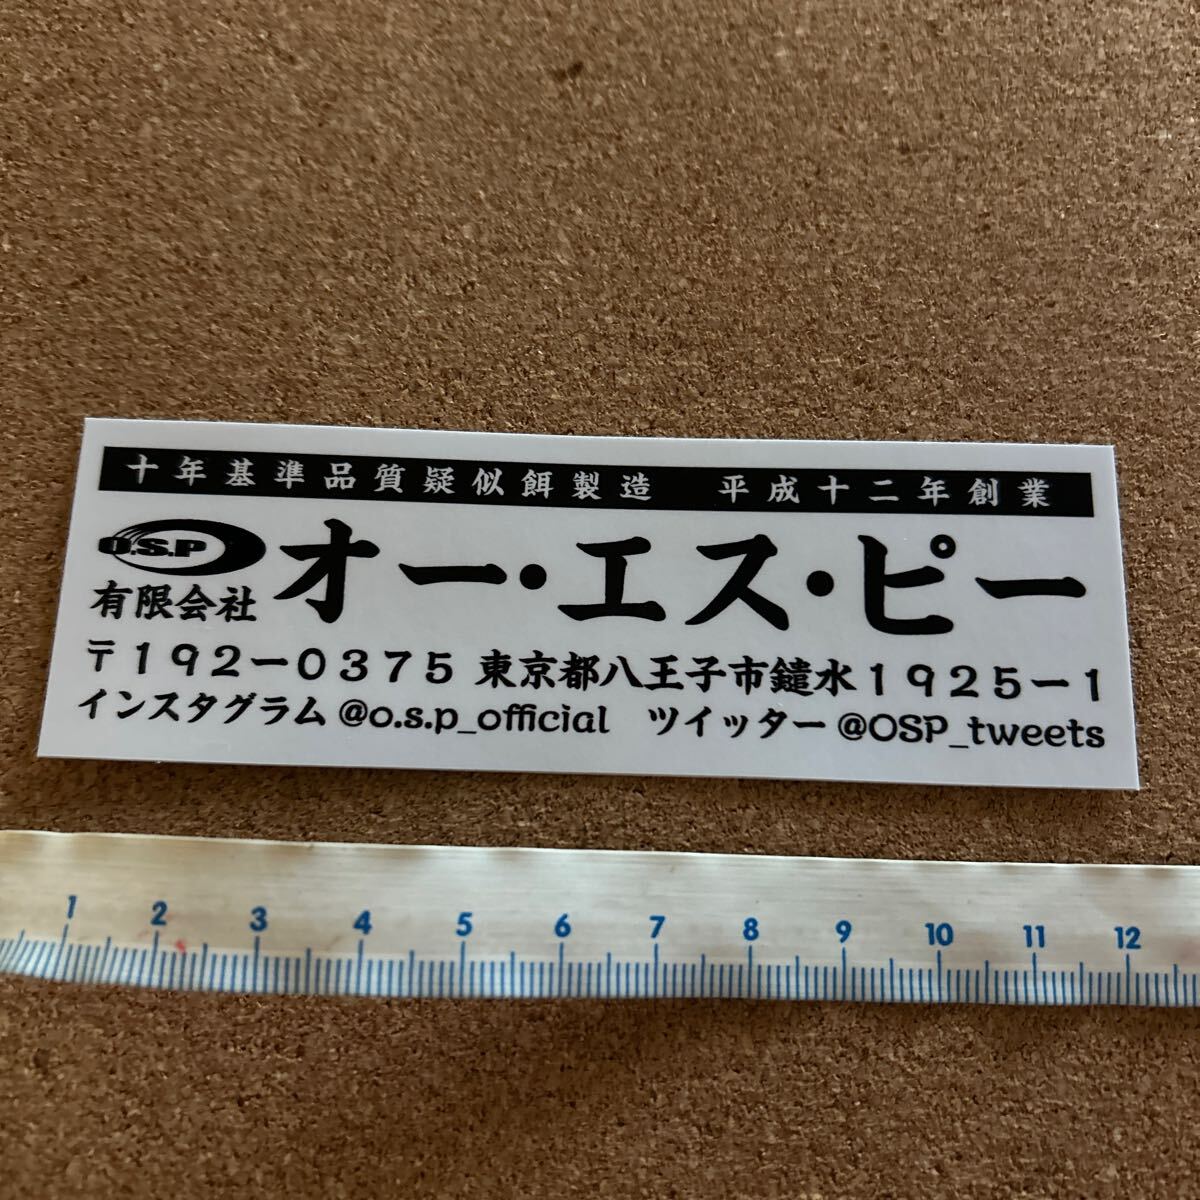 十年基準品質疑似餌製造　平成十二年創業
O.S.P
有限会社 オー・エス・ピー
〒192-0375 東京都八王子市鑓水1925-1
インスタグラム @o.s.p_official　ツイッター @OSP_tweets
1 2 3 4 5 6 7 8 9 10 11 12